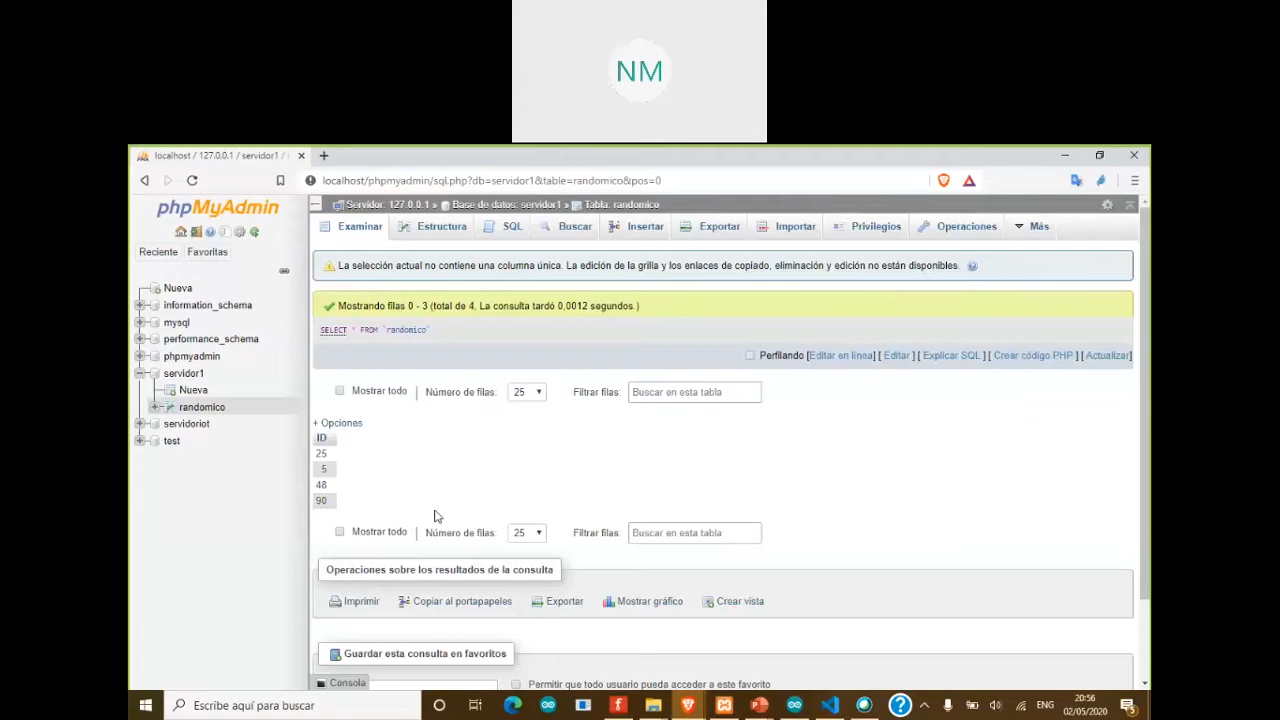 NM
localhost / 127.0.0.1 / servidor1 /
localhost/phpmyadmin/sql.php?db=servidor1&table=randomico&pos=0
phpMyAdmin
Reciente Favoritas
Nueva
information_schema
mysql
performance_schema
phpmyadmin
servidor1
Nueva
randomico
servidoriot
test
Servidor: 127.0.0.1 » Base de datos: servidor1 » Tabla: randomico
Examinar Estructura SQL Buscar Insertar Exportar Importar Privilegios Operaciones Más
La selección actual no contiene una columna única. La edición de la grilla y los enlaces de copiado, eliminación y edición no están disponibles.
Mostrando filas 0 - 3 (total de 4, La consulta tardó 0,0012 segundos.)
SELECT * FROM `randomico`
Perfilando [Editar en línea] [ Editar ] [ Explicar SQL ] [ Crear código PHP ] [ Actualizar]
Mostrar todo | Número de filas: 25 Filtrar filas: Buscar en esta tabla
+ Opciones
ID
25
5
48
90
Mostrar todo | Número de filas: 25 Filtrar filas: Buscar en esta tabla
Operaciones sobre los resultados de la consulta
Imprimir Copiar al portapapeles Exportar Mostrar gráfico Crear vista
Guardar esta consulta en favoritos
Consola
Permitir que todo usuario pueda acceder a este favorito
Escribe aquí para buscar
ENG
20:56
02/05/2020
5